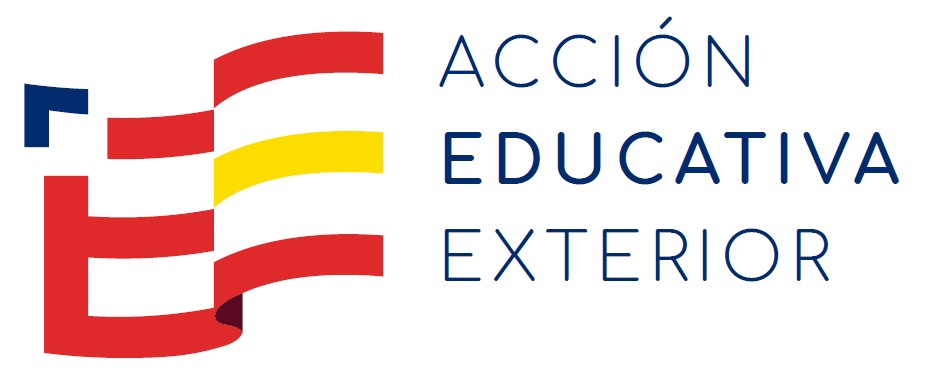 ACCIÓN
EDUCATIVA
EXTERIOR